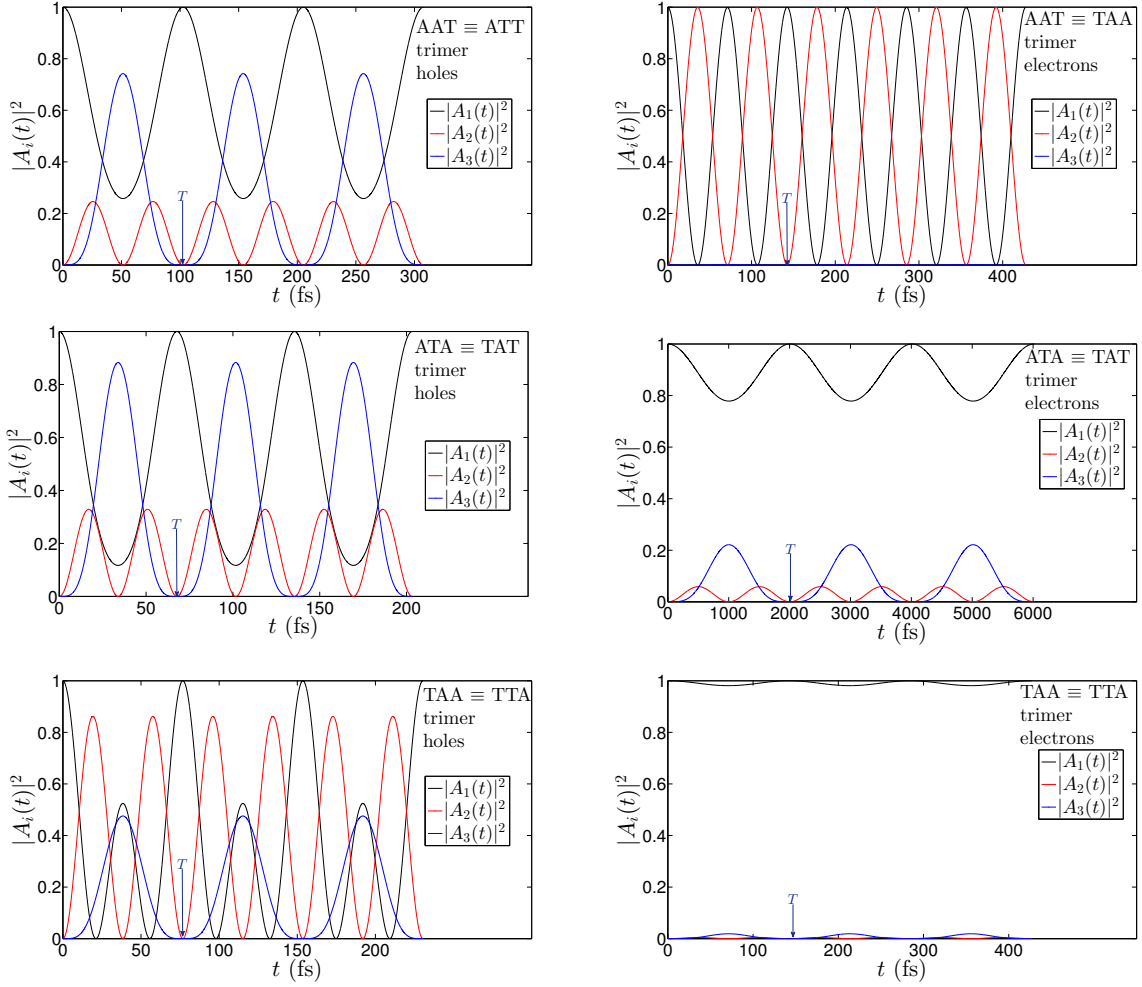 AAT ≡ ATT
trimer
holes
|A₁(t)|²
|A₂(t)|²
|A₃(t)|²
T
|Aᵢ(t)|²
1
0.8
0.6
0.4
0.2
0
0 50 100 150 200 250 300
t (fs)
AAT ≡ TAA
trimer
electrons
|A₁(t)|²
|A₂(t)|²
|A₃(t)|²
T
|Aᵢ(t)|²
1
0.8
0.6
0.4
0.2
0
0 100 200 300 400
t (fs)
ATA ≡ TAT
trimer
holes
|A₁(t)|²
|A₂(t)|²
|A₃(t)|²
T
|Aᵢ(t)|²
1
0.8
0.6
0.4
0.2
0
0 50 100 150 200
t (fs)
ATA ≡ TAT
trimer
electrons
|A₁(t)|²
|A₂(t)|²
|A₃(t)|²
T
|Aᵢ(t)|²
1
0.8
0.6
0.4
0.2
0
0 1000 2000 3000 4000 5000 6000
t (fs)
TAA ≡ TTA
trimer
holes
|A₁(t)|²
|A₂(t)|²
|A₃(t)|²
T
|Aᵢ(t)|²
1
0.8
0.6
0.4
0.2
0
0 50 100 150 200
t (fs)
TAA ≡ TTA
trimer
electrons
|A₁(t)|²
|A₂(t)|²
|A₃(t)|²
T
|Aᵢ(t)|²
1
0.8
0.6
0.4
0.2
0
0 100 200 300 400
t (fs)